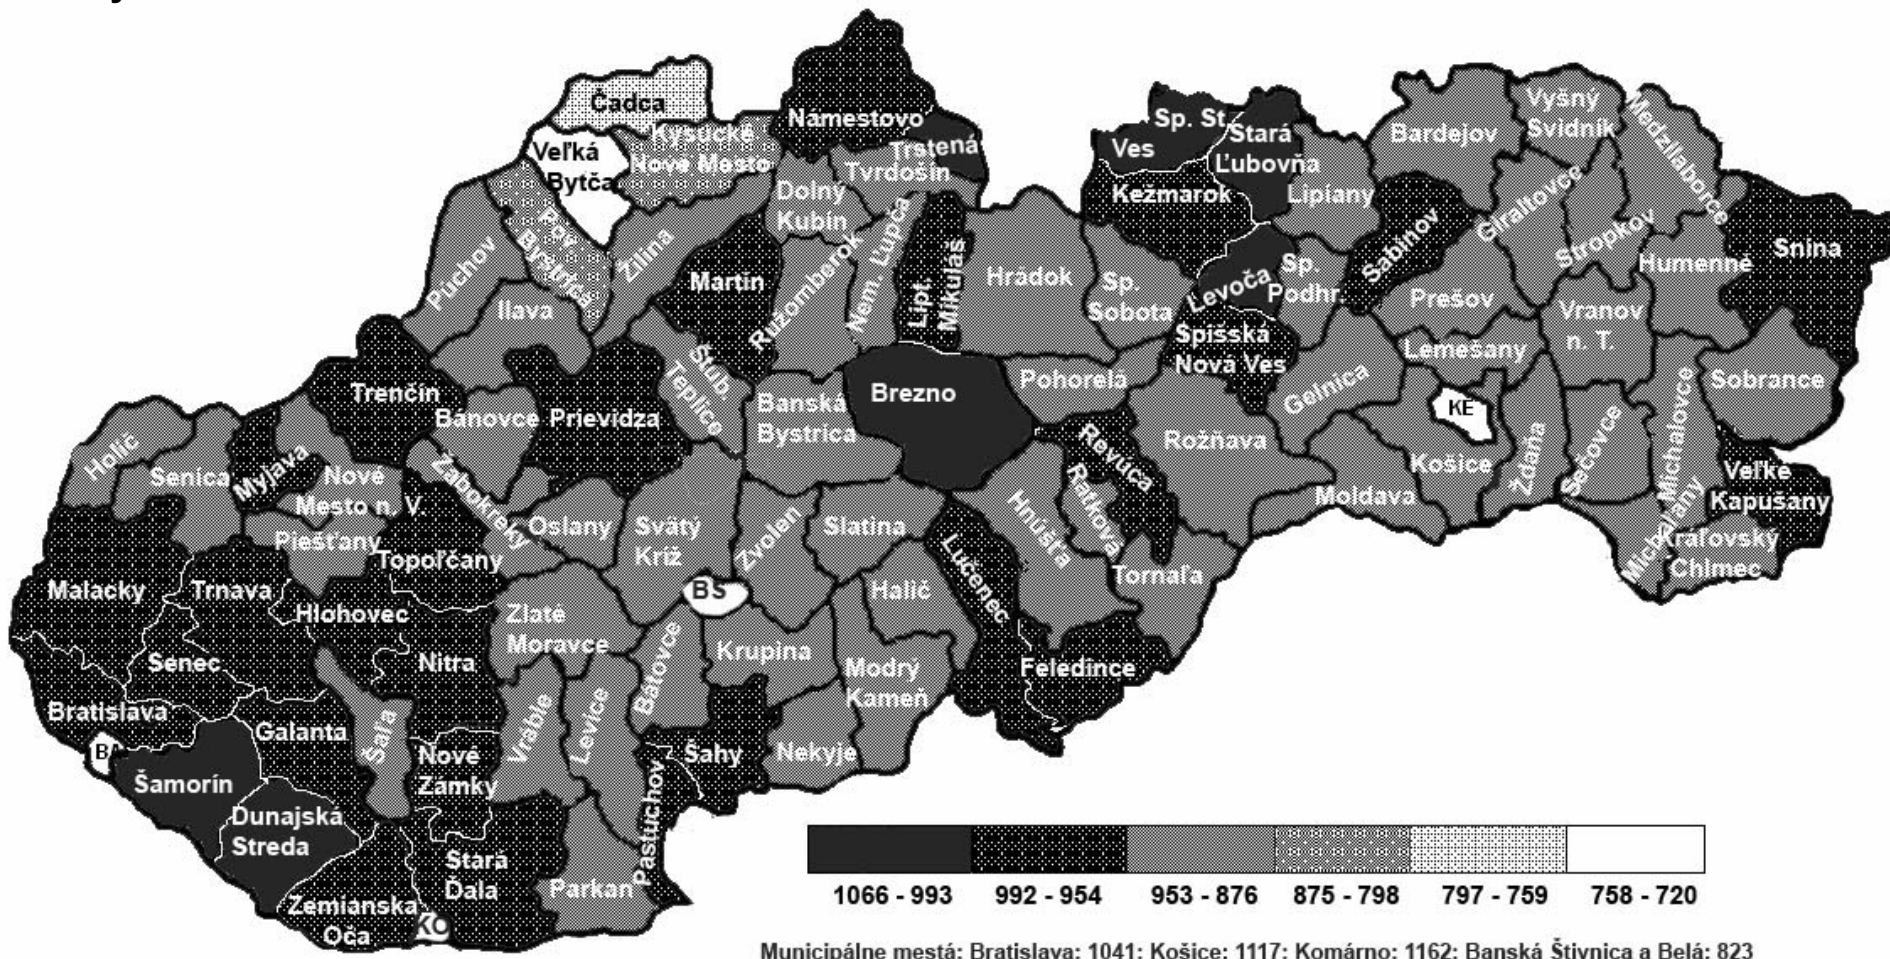 Čadca
Námestovo
Sp. St.
Ves
Stará
Ľubovňa
Bardejov
Vyšný
Svidník
Medzilaborce
Veľká
Bytča
Kysucké
Nové Mesto
Trstená
Tvrdošín
Dolný
Kubín
Kežmarok
Lipiany
Giraltovce
Stropkov
Humenné
Snina
Púchov
Pov.
Bystrica
Žilina
Martin
Ružomberok
Nem. Ľupča
Lipt.
Mikuláš
Hrádok
Sp.
Sobota
Levoča
Sp.
Podhr.
Sabinov
Prešov
Vranov
n. T.
Ilava
Štub.
Teplice
Spišská
Nová Ves
Lemešany
Sobrance
Trenčín
Bánovce
Prievidza
Banská
Bystrica
Brezno
Pohorelá
Gelnica
KE
Michalovce
Holič
Senica
Myjava
Nové
Mesto n. V.
Žabokreky
Revúca
Ratková
Rožňava
Košice
Moldava
Ždaňa
Sečovce
Veľké
Kapušany
Piešťany
Topoľčany
Oslany
Svätý
Kríž
Zvolen
Slatina
Hnúšťa
Michaľany
Kráľovský
Chlmec
Malacky
Trnava
Hlohovec
Zlaté
Moravce
BŠ
Halič
Lučenec
Tornaľa
Senec
Nitra
Bátovce
Krupina
Modrý
Kameň
Feledince
Bratislava
Galanta
Šaľa
Nové
Zámky
Vráble
Levice
Šahy
Nekyje
Šamorín
Dunajská
Streda
Stará
Ďala
Parkan
Pastuchov
Zemianska
Oča
KO
1066 - 993 992 - 954 953 - 876 875 - 798 797 - 759 758 - 720
Municipálne mestá: Bratislava: 1041; Košice: 1117; Komárno: 1162; Banská Štivnica a Belá: 823